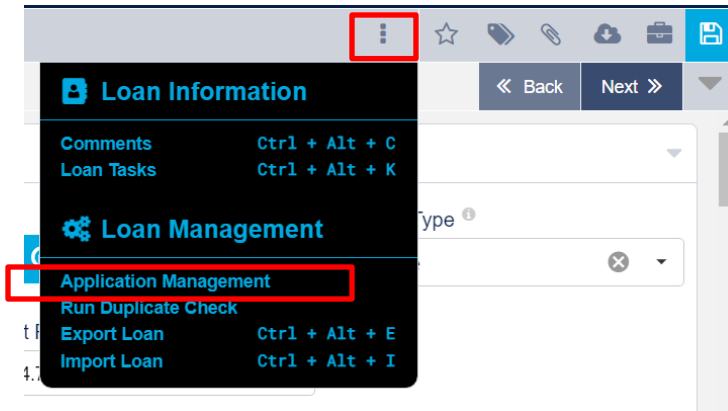 Loan Information
Back Next
Comments Ctrl + Alt + C
Loan Tasks Ctrl + Alt + K
Loan Management
Type
Application Management
Run Duplicate Check
Export Loan Ctrl + Alt + E
Import Loan Ctrl + Alt + I